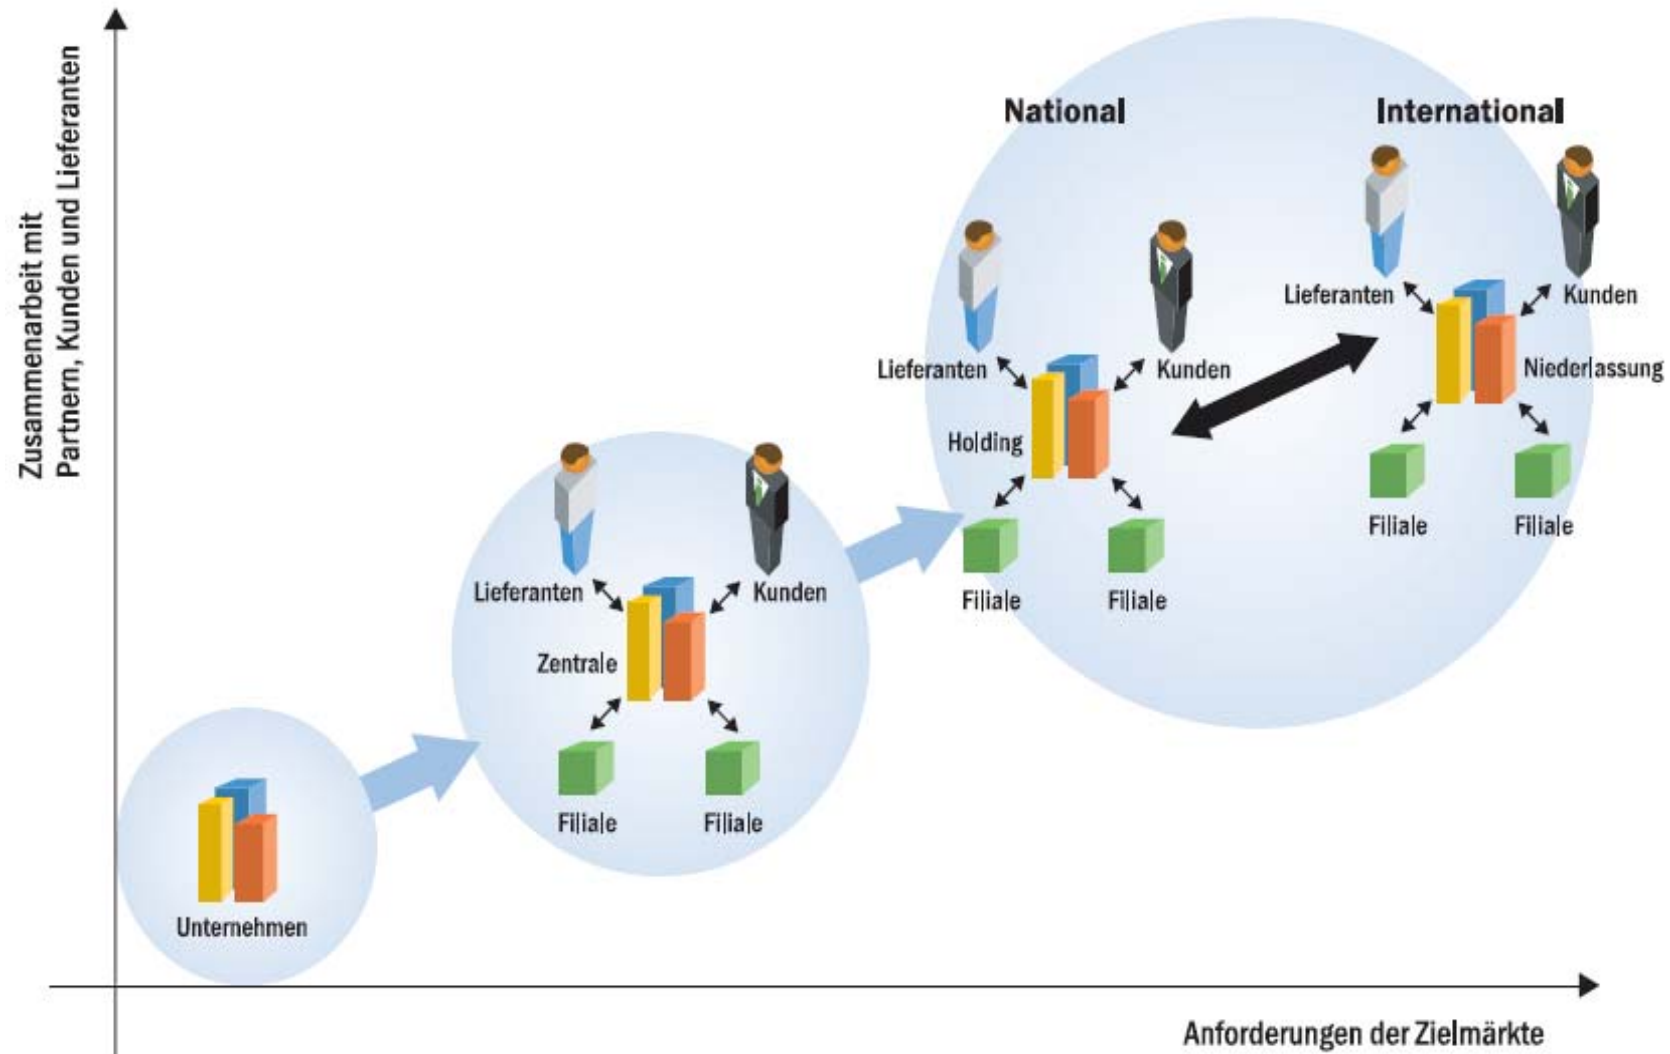 Zusammenarbeit mit
Partnern, Kunden und Lieferanten
National
International
Lieferanten
Kunden
Niederlassung
Filiale
Filiale
Lieferanten
Kunden
Holding
Filiale
Filiale
Lieferanten
Kunden
Zentrale
Filiale
Filiale
Unternehmen
Anforderungen der Zielmärkte